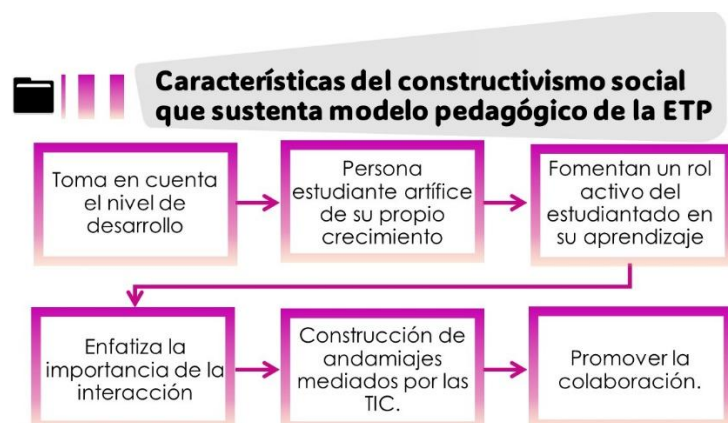 Características del constructivismo social
que sustenta modelo pedagógico de la ETP
Toma en cuenta
el nivel de
desarrollo
Persona
estudiante artífice
de su propio
crecimiento
Fomentan un rol
activo del
estudiantado en
su aprendizaje
Enfatiza la
importancia de la
interacción
Construcción de
andamiajes
mediados por las
TIC.
Promover la
colaboración.